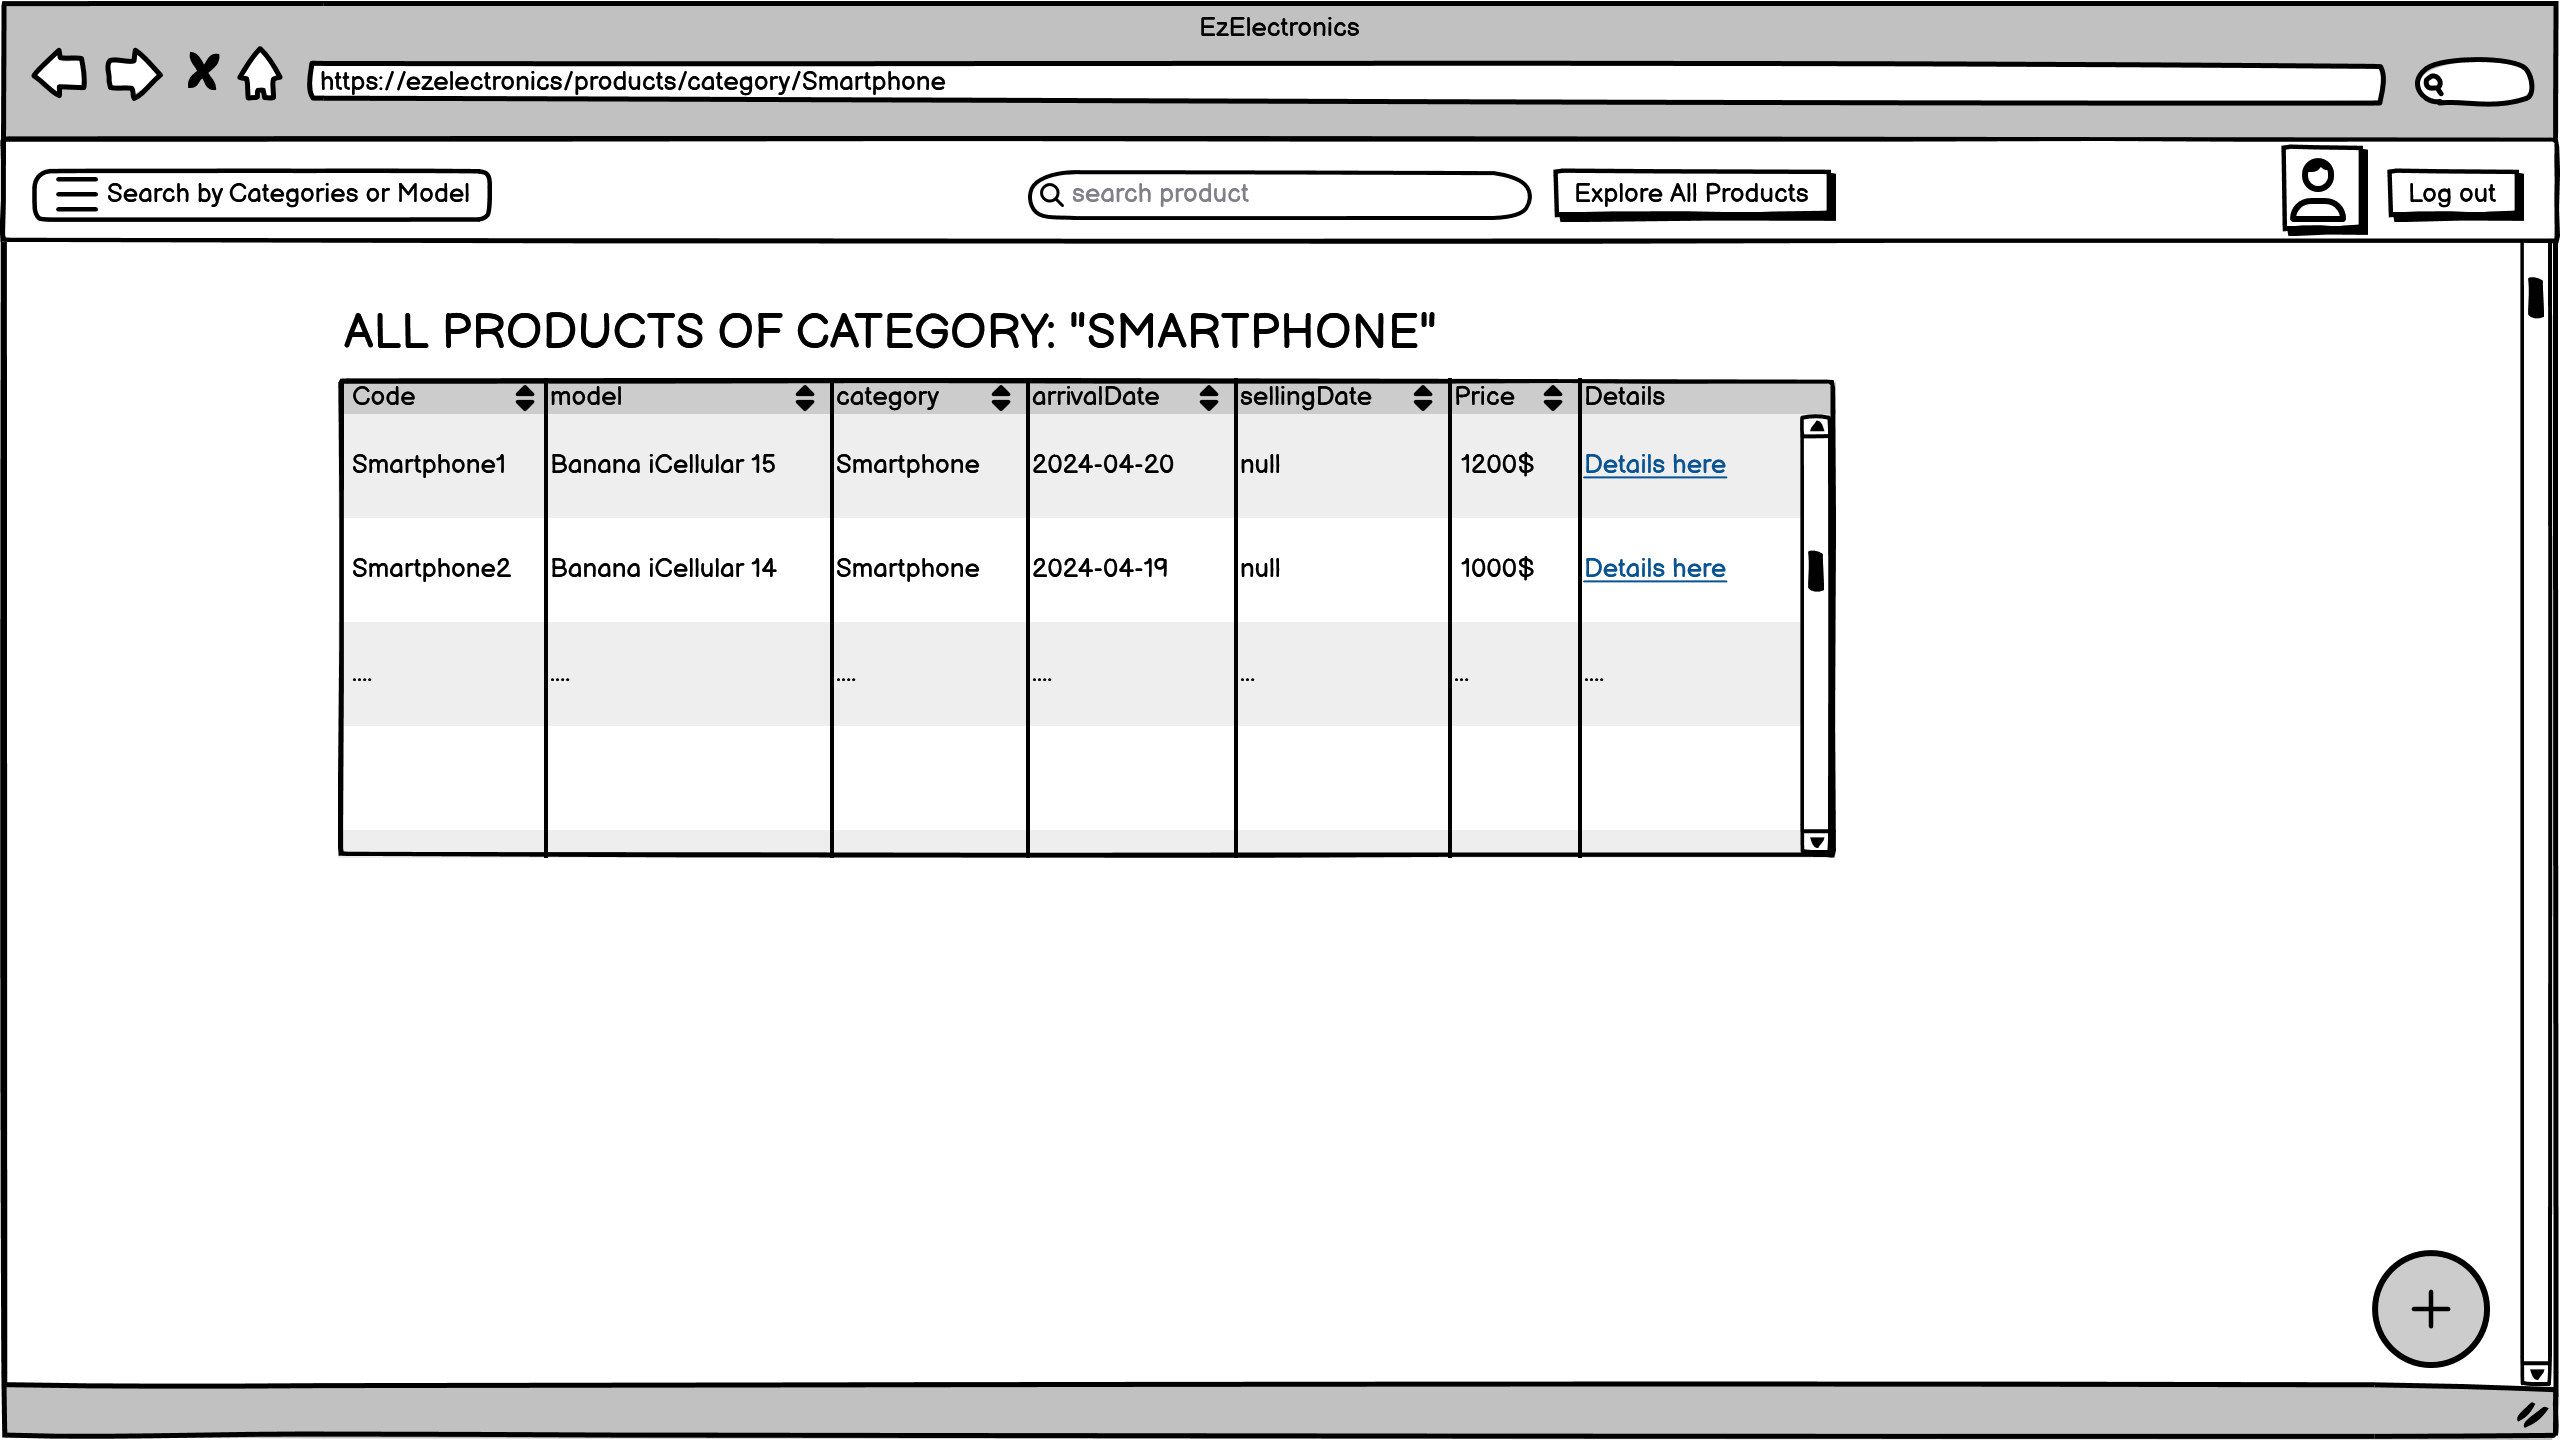 EzElectronics
https://ezelectronics/products/category/Smartphone
Search by Categories or Model
search product
Explore All Products
Log out
ALL PRODUCTS OF CATEGORY: "SMARTPHONE"
Code model category arrivalDate sellingDate Price Details
Smartphone1 Banana iCellular 15 Smartphone 2024-04-20 null 1200$ Details here
Smartphone2 Banana iCellular 14 Smartphone 2024-04-19 null 1000$ Details here
.... .... .... .... ... ... ....